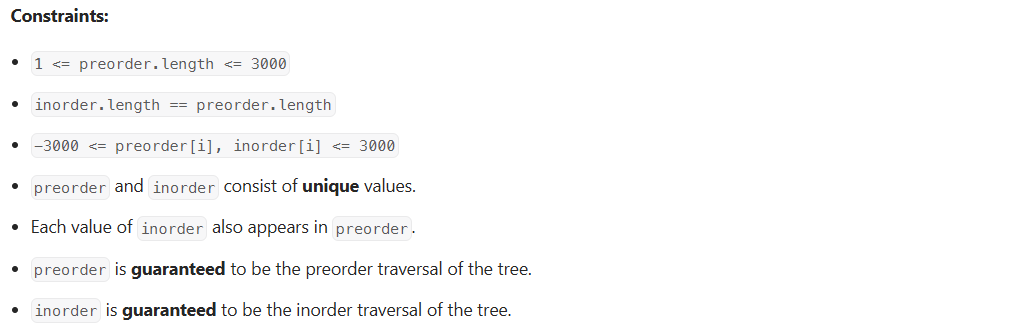 Constraints:
• 1 <= preorder.length <= 3000
• inorder.length == preorder.length
• -3000 <= preorder[i], inorder[i] <= 3000
• preorder and inorder consist of unique values.
• Each value of inorder also appears in preorder.
• preorder is guaranteed to be the preorder traversal of the tree.
• inorder is guaranteed to be the inorder traversal of the tree.